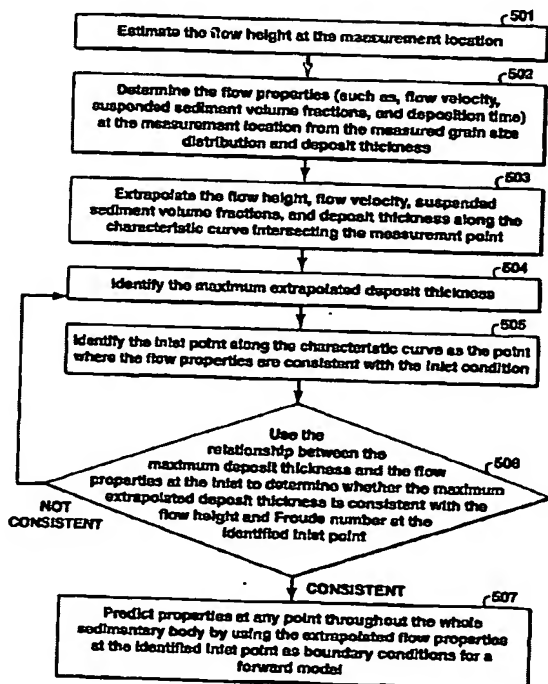 501
Estimate the flow height at the measurement location
502
Determine the flow properties (such as, flow velocity,
suspended sediment volume fractions, and deposition time)
at the measurement location from the measured grain size
distribution and deposit thickness
503
Extrapolate the flow height, flow velocity, suspended
sediment volume fractions, and deposit thickness along the
characteristic curve intersecting the measuremnt point
504
Identify the maximum extrapolated deposit thickness
505
Identify the inlet point along the characteristic curve as the point
where the flow properties are consistent with the inlet condition
Use the
relationship between the
maximum deposit thickness and the flow
properties at the inlet to determine whether the maximum
extrapolated deposit thickness is consistent with the
flow height and Froude number at the
identified inlet point
506
NOT
CONSISTENT
CONSISTENT
507
Predict properties at any point throughout the whole
sedimentary body by using the extrapolated flow properties
at the identified inlet point as boundary conditions for a
forward model